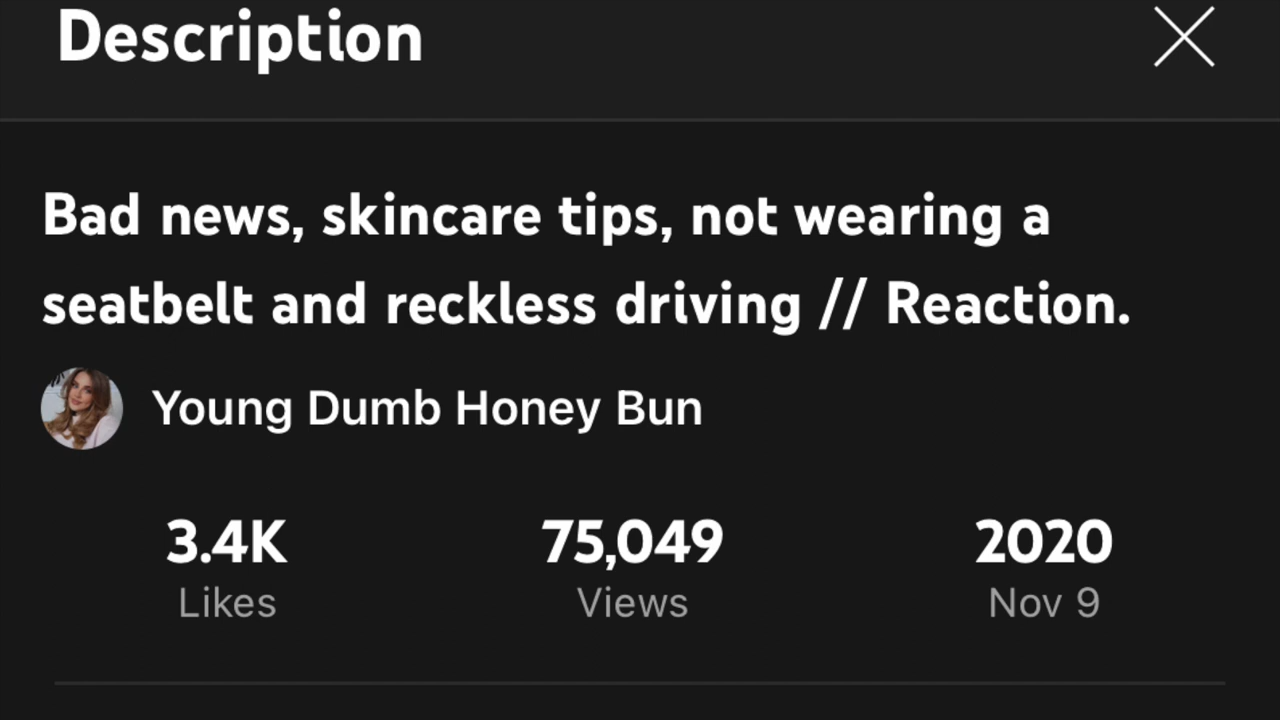 Description
Bad news, skincare tips, not wearing a
seatbelt and reckless driving // Reaction.
Young Dumb Honey Bun
3.4K 75,049 2020
Likes Views Nov 9